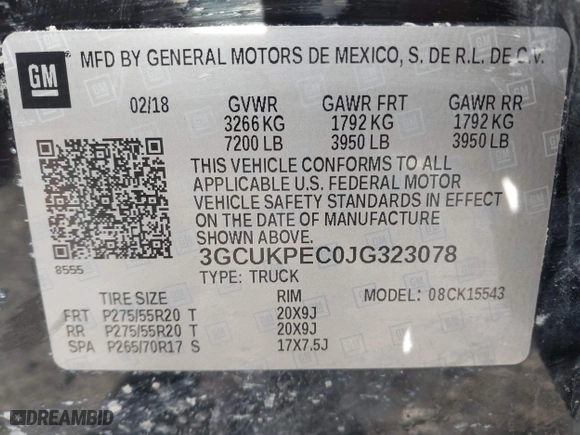 GM
MFD BY GENERAL MOTORS DE MEXICO, S. DE R.L. DE C.V.
02/18 GVWR GAWR FRT GAWR RR
3266 KG 1792 KG 1792 KG
7200 LB 3950 LB 3950 LB
THIS VEHICLE CONFORMS TO ALL
APPLICABLE U.S. FEDERAL MOTOR
VEHICLE SAFETY STANDARDS IN EFFECT
ON THE DATE OF MANUFACTURE
SHOWN ABOVE.
8555
3GCUKPEC0JG323078
TYPE: TRUCK
TIRE SIZE RIM MODEL: 08CK15543
FRT P275/55R20 T 20X9J
RR P275/55R20 T 20X9J
SPA P265/70R17 S 17X7.5J
DREAMBID